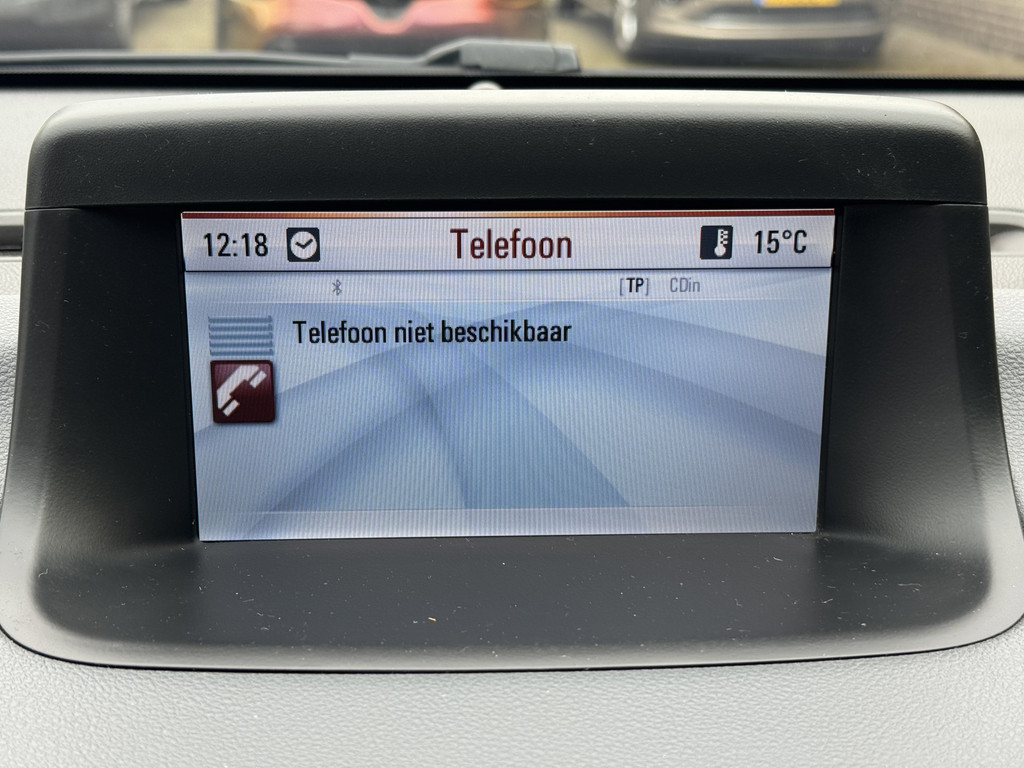 12:18 Telefoon 15°C
[TP] CDin
Telefoon niet beschikbaar